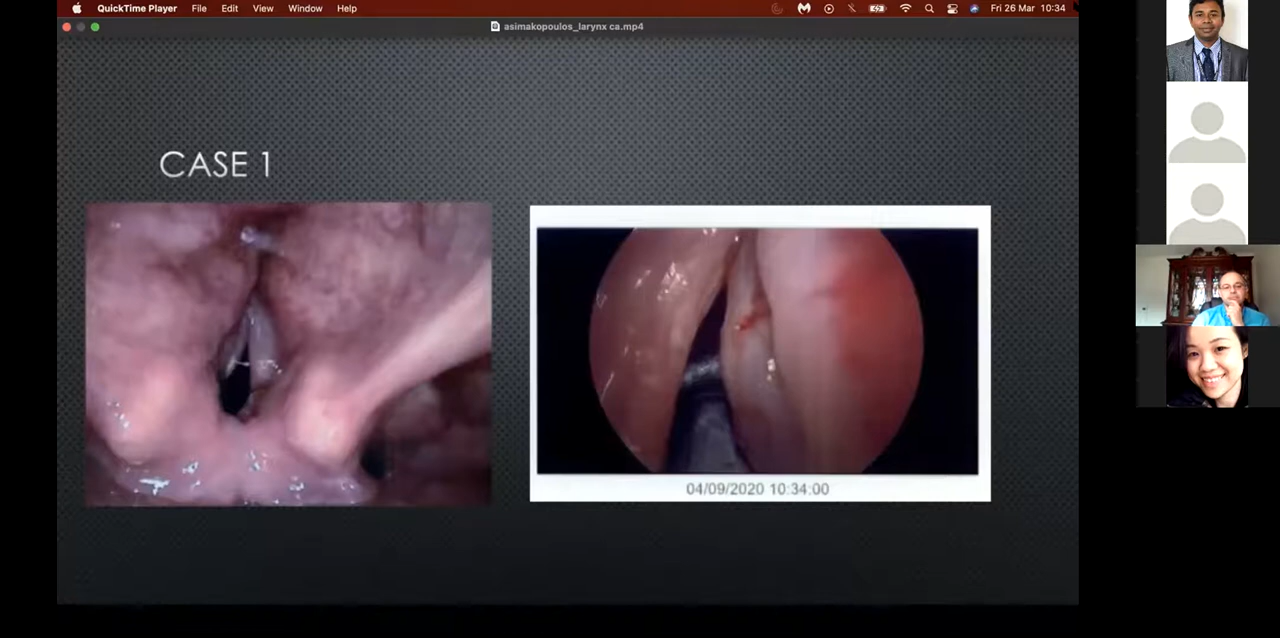 QuickTime Player File Edit View Window Help Fri 26 Mar 10:34
asimakopoulos_larynx ca.mp4
CASE 1
04/09/2020 10:34:00